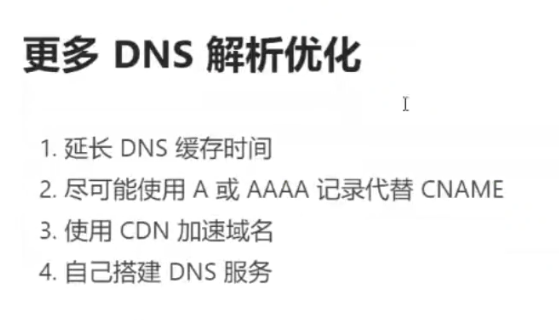 更多 DNS 解析优化
1. 延长 DNS 缓存时间
2. 尽可能使用 A 或 AAAA 记录代替 CNAME
3. 使用 CDN 加速域名
4. 自己搭建 DNS 服务